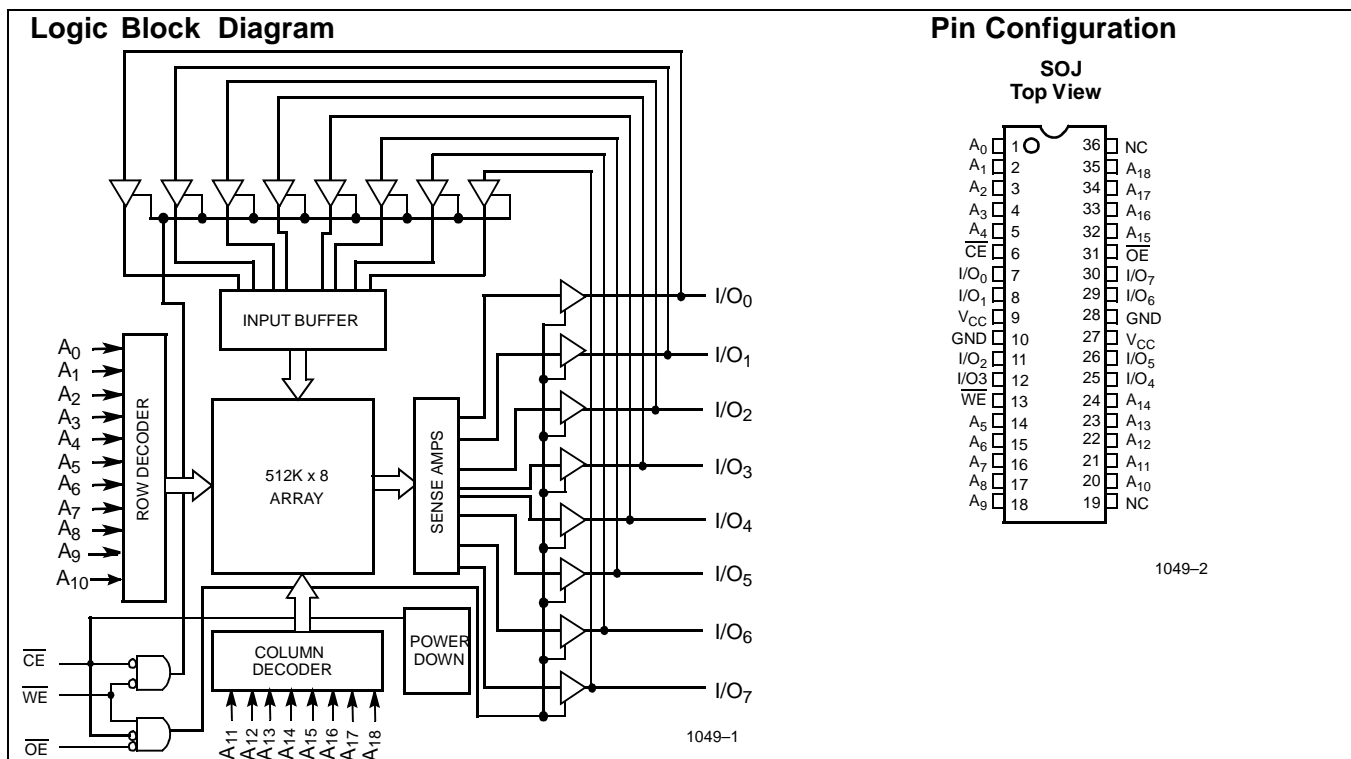 Logic Block Diagram
Pin Configuration
SOJ
Top View
INPUT BUFFER
ROW DECODER
512K x 8
ARRAY
SENSE AMPS
COLUMN
DECODER
POWER
DOWN
A0
A1
A2
A3
A4
A5
A6
A7
A8
A9
A10
CE
WE
OE
A11
A12
A13
A14
A15
A16
A17
A18
I/O0
I/O1
I/O2
I/O3
I/O4
I/O5
I/O6
I/O7
1049–1
A0 1 36 NC
A1 2 35 A18
A2 3 34 A17
A3 4 33 A16
A4 5 32 A15
CE 6 31 OE
I/O0 7 30 I/O7
I/O1 8 29 I/O6
VCC 9 28 GND
GND 10 27 VCC
I/O2 11 26 I/O5
I/O3 12 25 I/O4
WE 13 24 A14
A5 14 23 A13
A6 15 22 A12
A7 16 21 A11
A8 17 20 A10
A9 18 19 NC
1049–2